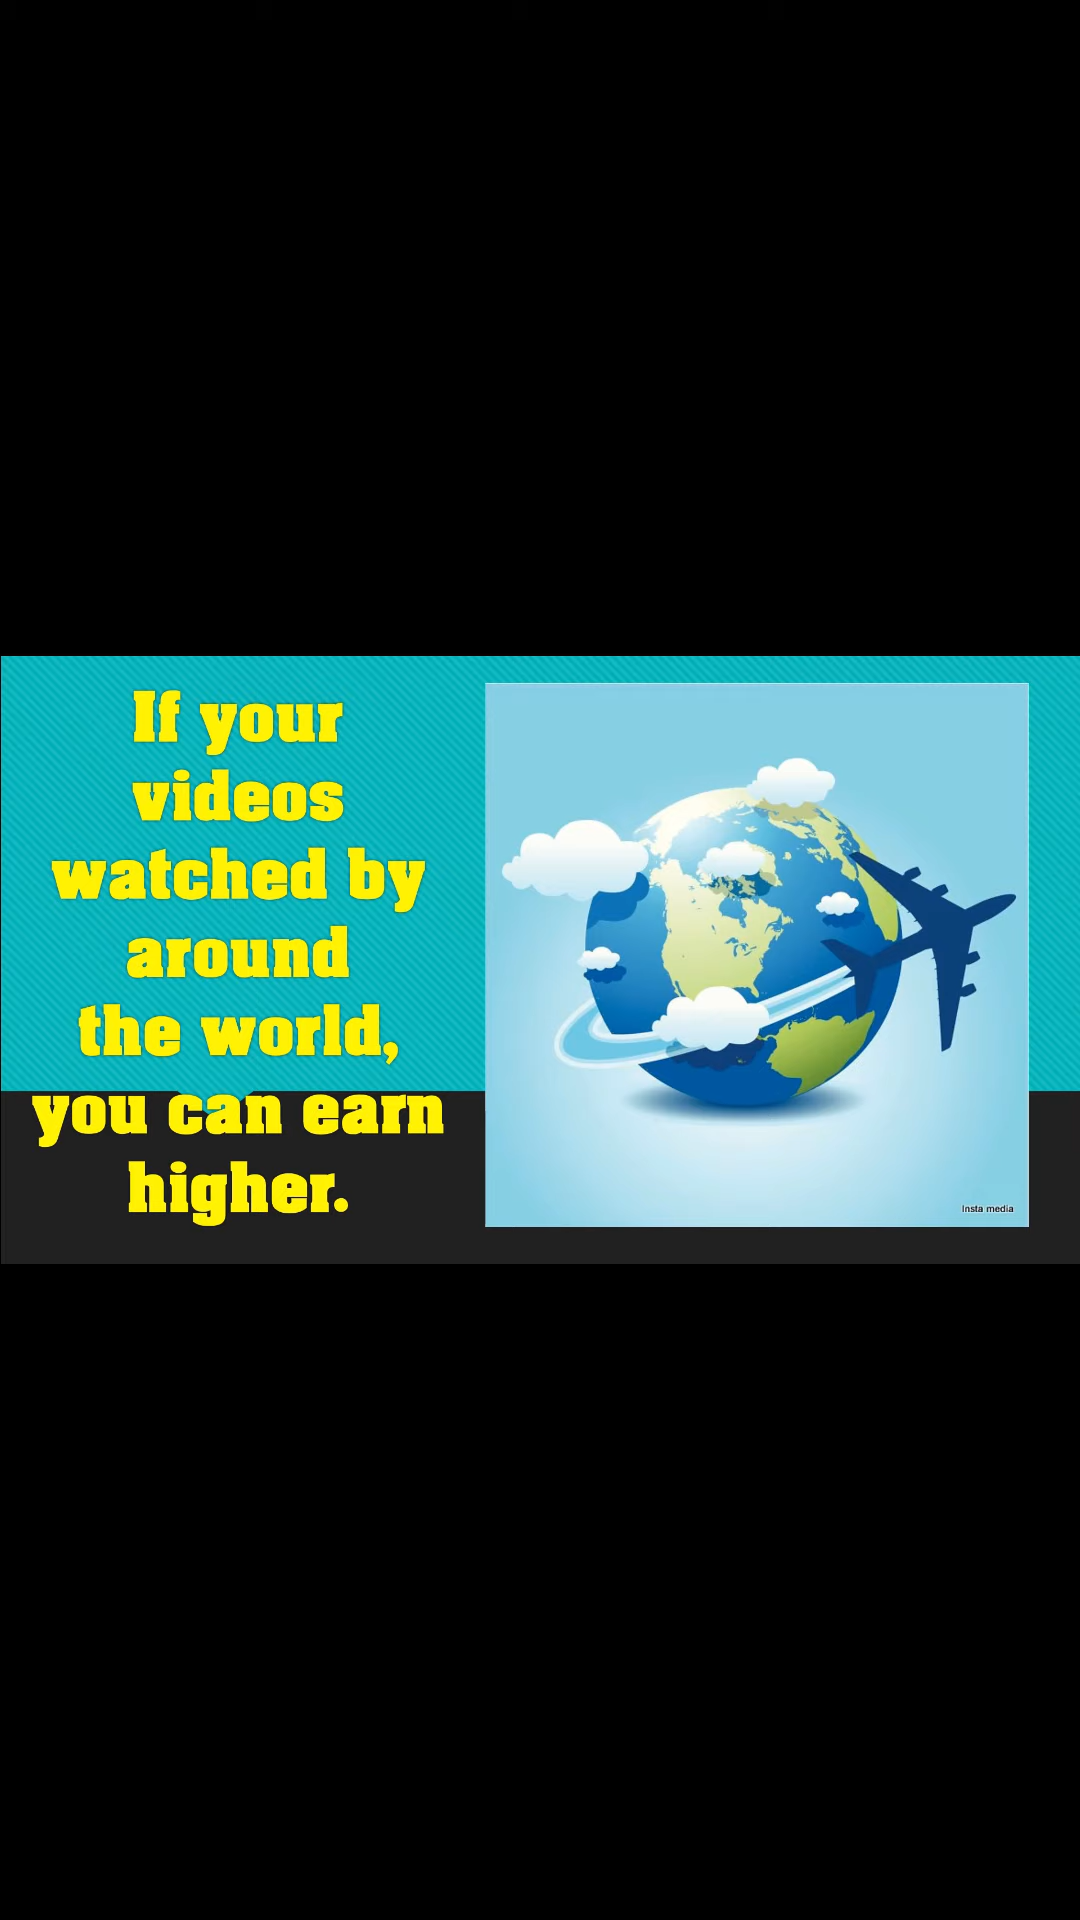 If your
videos
watched by
around
the world,
you can earn
higher.
Insta media